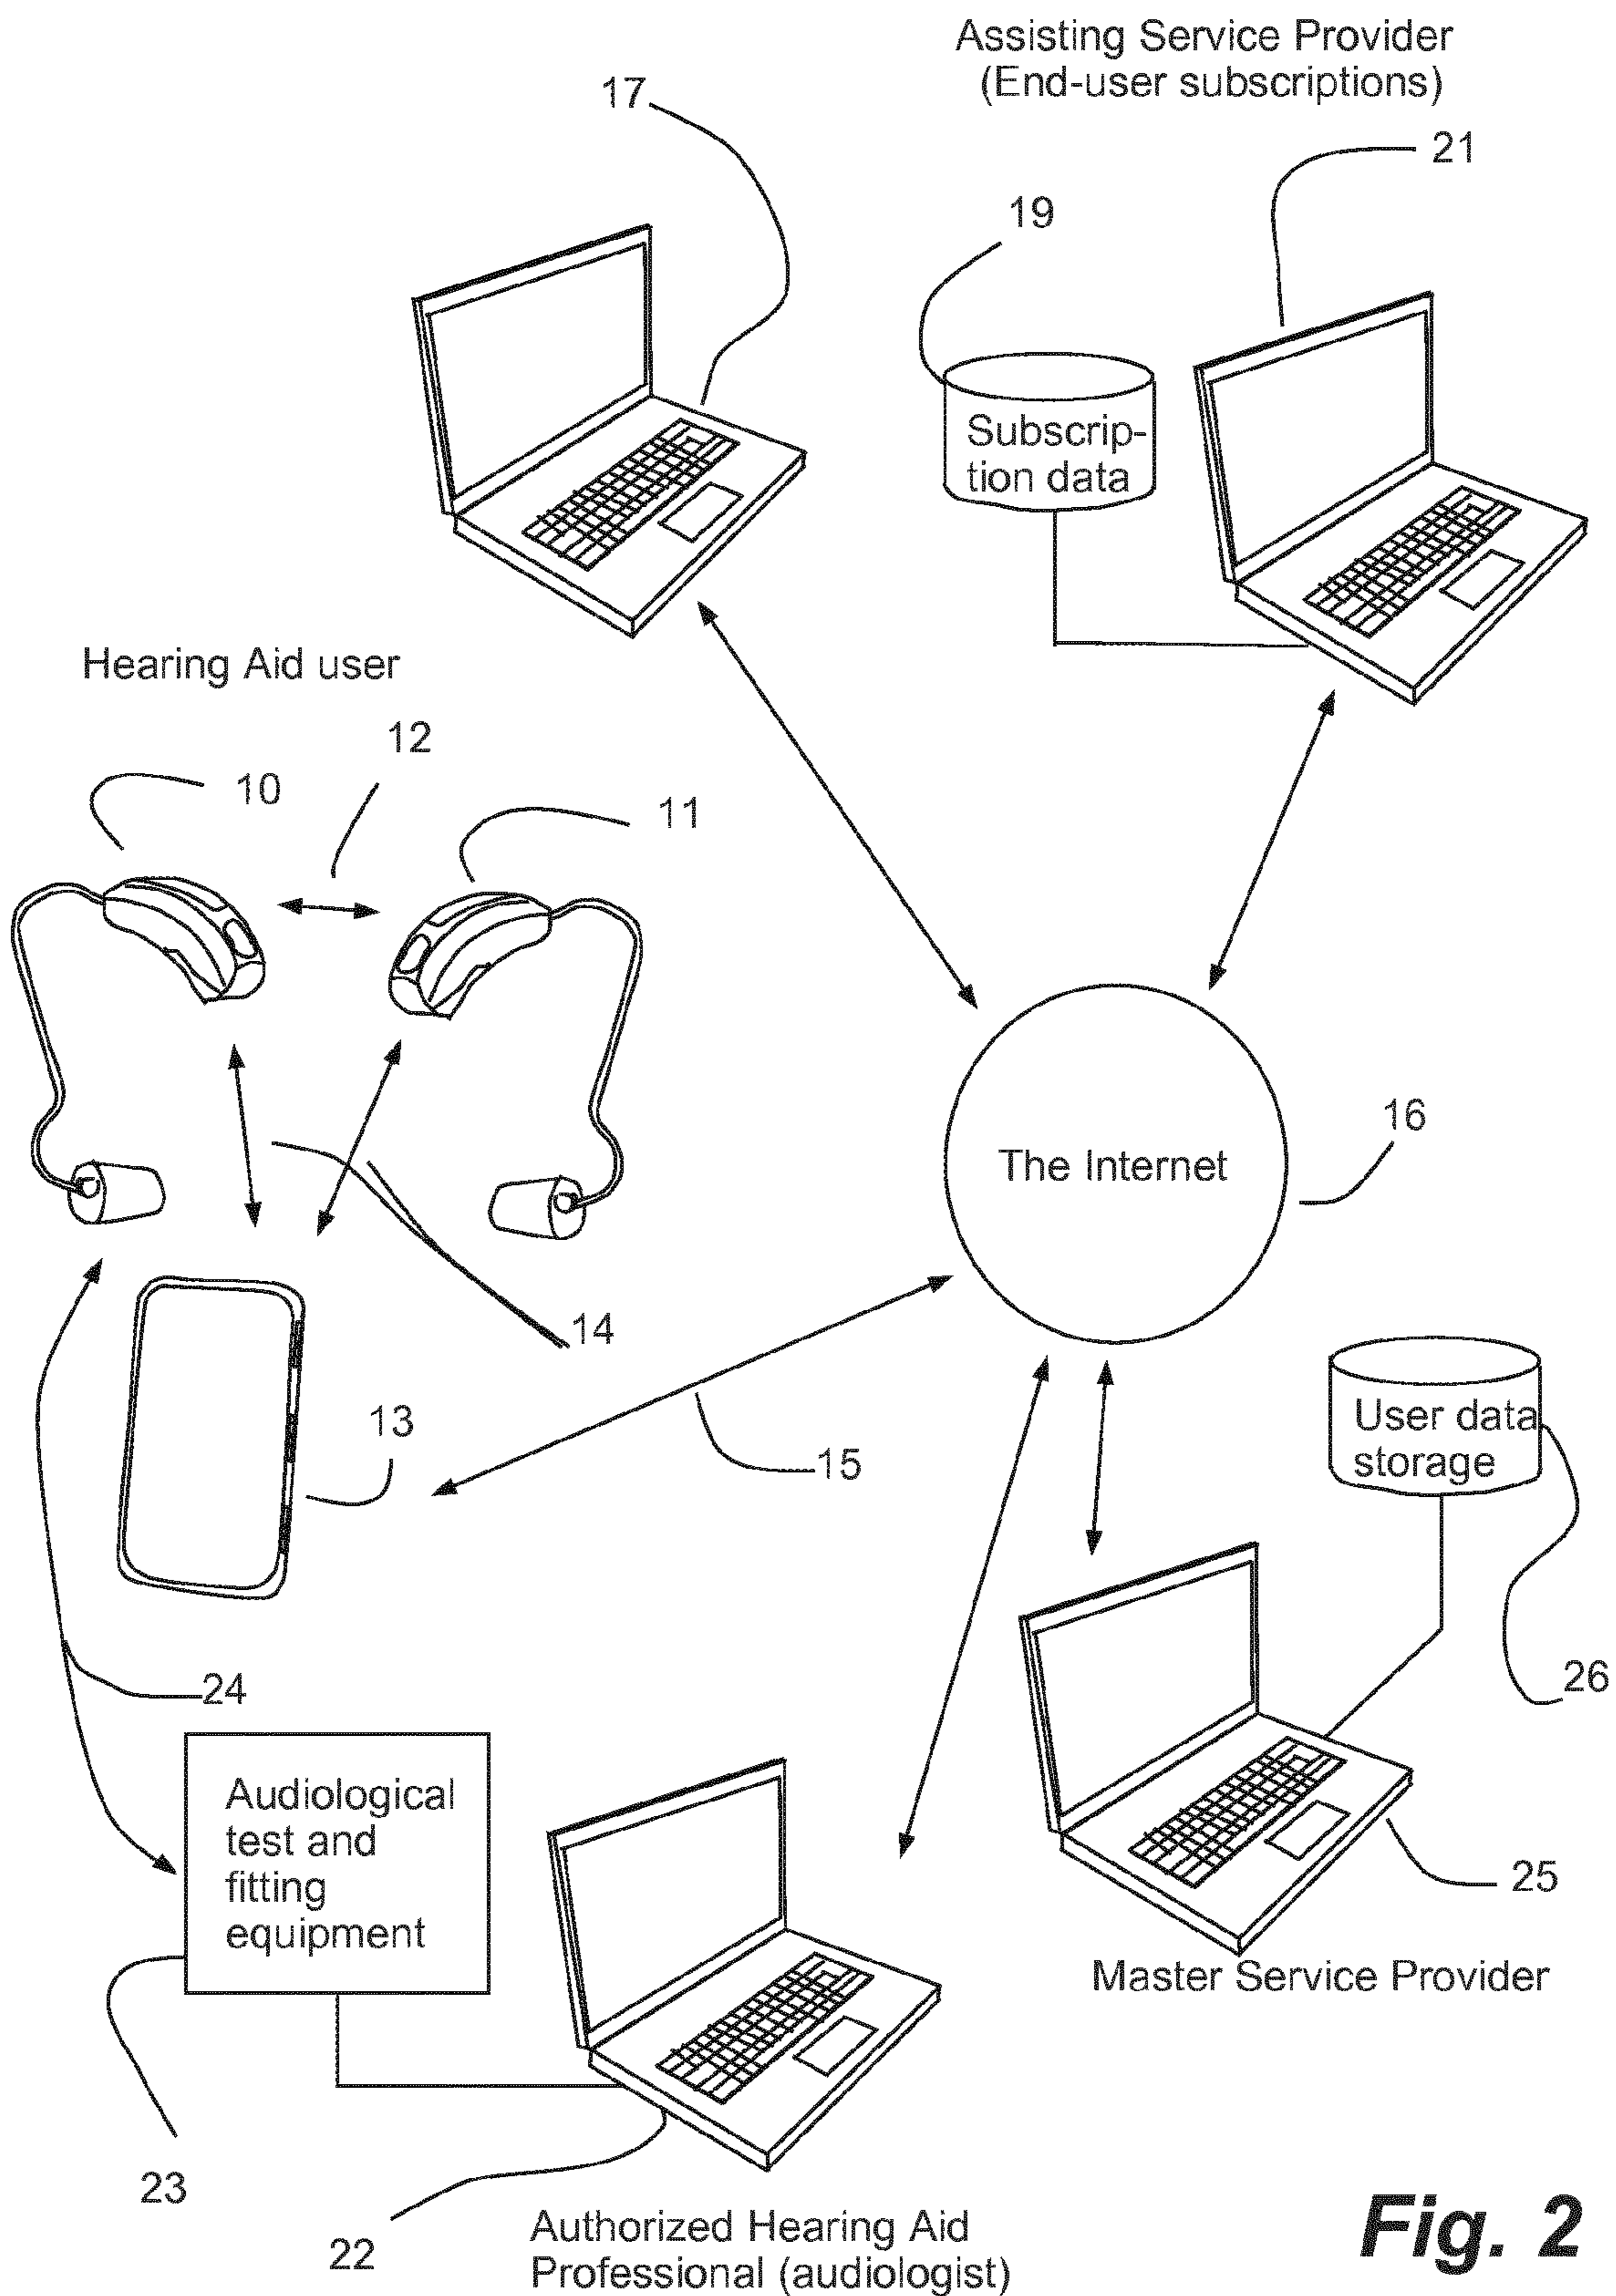 Assisting Service Provider
(End-user subscriptions)
17
21
19
Subscrip-
tion data
Hearing Aid user
12
10
11
16
The Internet
14
User data
storage
13
15
26
24
Audiological
test and
fitting
equipment
25
Master Service Provider
23
22
Authorized Hearing Aid
Professional (audiologist)
Fig. 2